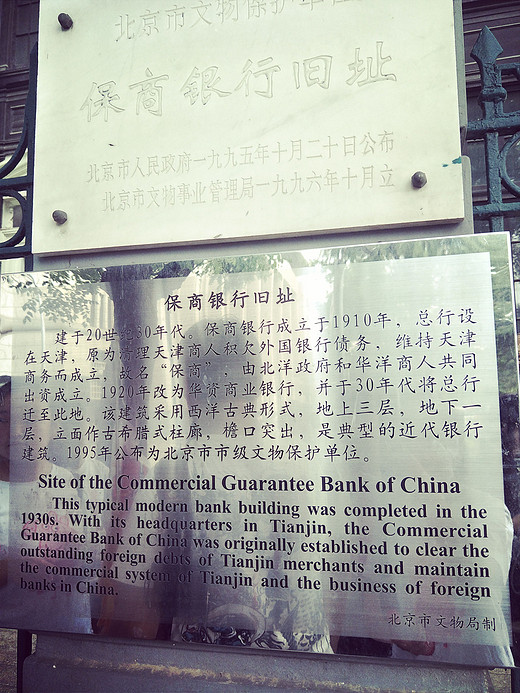 北京市文物保护单位
保商银行旧址
北京市人民政府一九九五年十月二十日公布
北京市文物事业管理局一九九六年十月立
保商银行旧址
建于20世纪30年代。保商银行成立于1910年，总行设
在天津，原为清理天津商人积欠外国银行债务，维持天津
商务而成立，故名“保商”，由北洋政府和华洋商人共同
出资成立。1920年改为华资商业银行，并于30年代将总行
迁至此地。该建筑采用西洋古典形式，地上三层，地下一
层，立面作古希腊式柱廊，檐口突出，是典型的近代银行
建筑。1995年公布为北京市市级文物保护单位。
Site of the Commercial Guarantee Bank of China
This typical modern bank building was completed in the
1930s. With its headquarters in Tianjin, the Commercial
Guarantee Bank of China was originally established to clear the
outstanding foreign debts of Tianjin merchants and maintain
the commercial system of Tianjin and the business of foreign
banks in China.
北京市文物局制